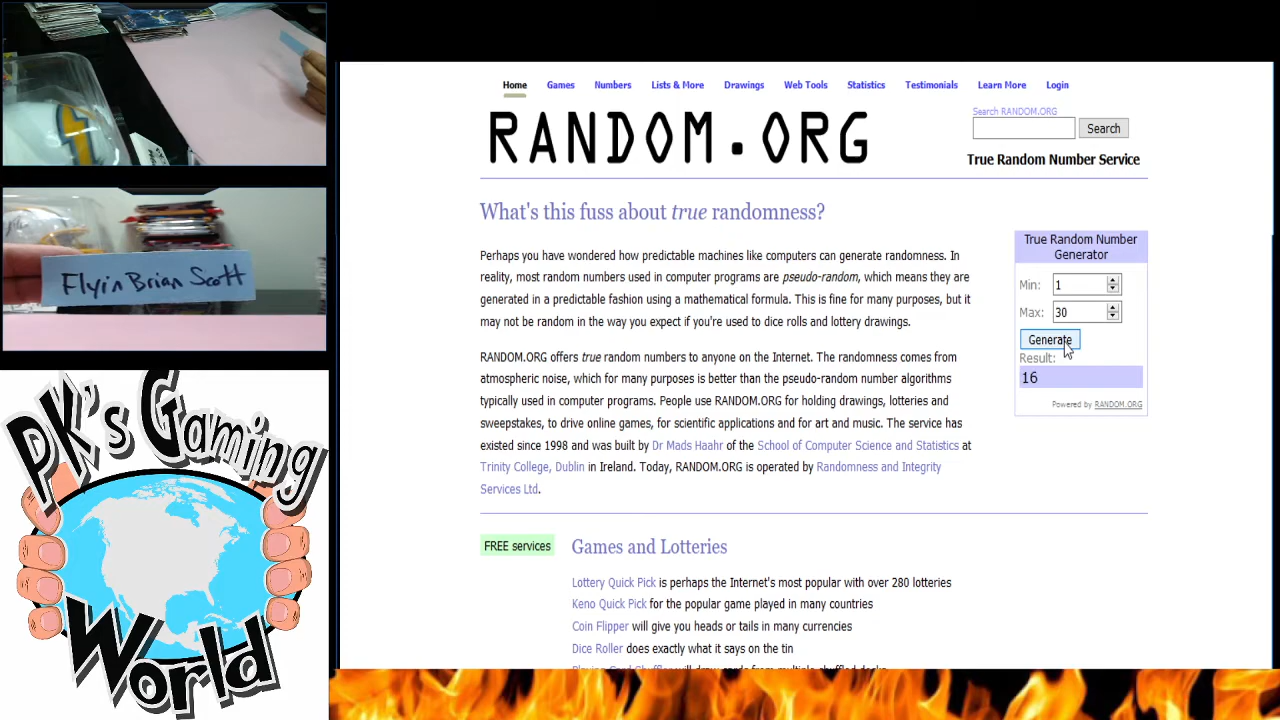 Flyin Brian Scott
PK's Gaming
World
Home Games Numbers Lists & More Drawings Web Tools Statistics Testimonials Learn More Login
RANDOM.ORG
Search RANDOM.ORG
Search
True Random Number Service
What's this fuss about true randomness?
Perhaps you have wondered how predictable machines like computers can generate randomness. In
reality, most random numbers used in computer programs are pseudo-random, which means they are
generated in a predictable fashion using a mathematical formula. This is fine for many purposes, but it
may not be random in the way you expect if you're used to dice rolls and lottery drawings.
RANDOM.ORG offers true random numbers to anyone on the Internet. The randomness comes from
atmospheric noise, which for many purposes is better than the pseudo-random number algorithms
typically used in computer programs. People use RANDOM.ORG for holding drawings, lotteries and
sweepstakes, to drive online games, for scientific applications and for art and music. The service has
existed since 1998 and was built by Dr Mads Haahr of the School of Computer Science and Statistics at
Trinity College, Dublin in Ireland. Today, RANDOM.ORG is operated by Randomness and Integrity
Services Ltd.
True Random Number
Generator
Min: 1
Max: 30
Generate
Result:
16
Powered by RANDOM.ORG
FREE services
Games and Lotteries
Lottery Quick Pick is perhaps the Internet's most popular with over 280 lotteries
Keno Quick Pick for the popular game played in many countries
Coin Flipper will give you heads or tails in many currencies
Dice Roller does exactly what it says on the tin
Playing Card Shuffler will draw cards from multiple shuffled decks